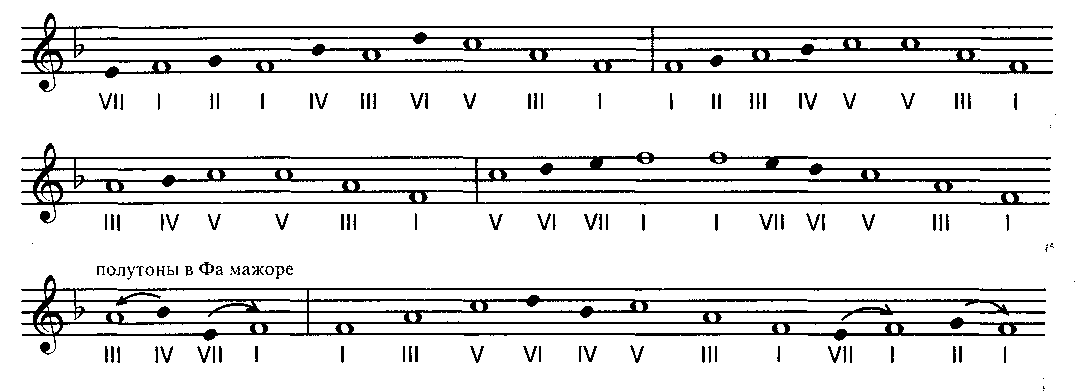 VII I II I IV III VI V III I I II III IV V V III I
III IV V V III I V VI VII I I VII VI V III I
полутоны в Фа мажоре
III IV VII I I III V VI IV V III I VII I II I